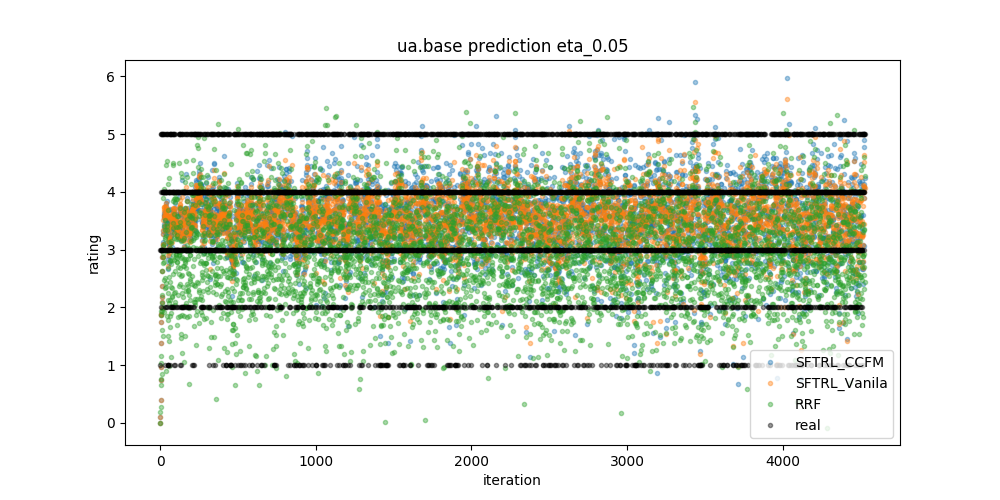 ua.base prediction eta_0.05
rating
6
5
4
3
2
1
0
SFTRL_CCFM
SFTRL_Vanila
RRF
real
0
1000
2000
3000
4000
iteration